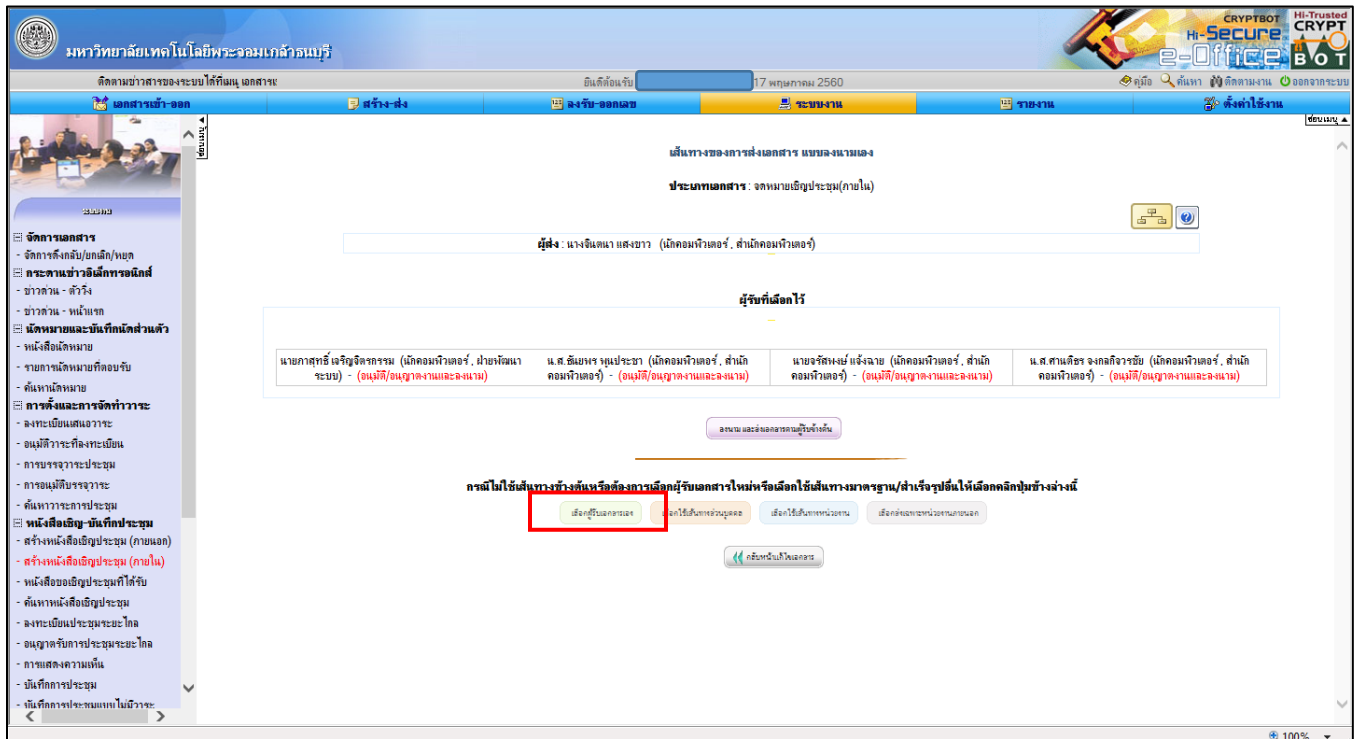 มหาวิทยาลัยเทคโนโลยีพระจอมเกล้าธนบุรี
CRYPTBOT
Hi-Secure
e-Office
Hi-Trusted
CRYPT
BOT
ติดตามข่าวสารของระบบได้ที่เมนู เอกสารเ
ยินดีต้อนรับ
17 พฤษภาคม 2560
คู่มือ ค้นหา ติดตามงาน ออกจากระบบ
เอกสารเข้า-ออก
สร้าง-ส่ง
ลงรับ-ออกเลข
ระบบงาน
รายงาน
ตั้งค่าใช้งาน
ซ่อนเมนู
ซ่อนเมนู
เส้นทางของการส่งเอกสาร แบบลงนามเอง
ประเภทเอกสาร : จดหมายเชิญประชุม(ภายใน)
ระบบงาน
จัดการเอกสาร
- จัดการดึงกลับ/ยกเลิก/หยุด
กระดานข่าวอิเล็กทรอนิกส์
- ข่าวด่วน - ตัววิ่ง
- ข่าวด่วน - หน้าแรก
นัดหมายและบันทึกนัดส่วนตัว
- หนังสือนัดหมาย
- รายการนัดหมายที่ตอบรับ
- ค้นหานัดหมาย
การตั้งและการจัดทำวาระ
- ลงทะเบียนเสนอวาระ
- อนุมัติวาระที่ลงทะเบียน
- การบรรจุวาระประชุม
- การอนุมัติบรรจุวาระ
- ค้นหาวาระการประชุม
หนังสือเชิญ-บันทึกประชุม
- สร้างหนังสือเชิญประชุม (ภายนอก)
- สร้างหนังสือเชิญประชุม (ภายใน)
- หนังสือขอเชิญประชุมที่ได้รับ
- ค้นหาหนังสือเชิญประชุม
- ลงทะเบียนประชุมระยะไกล
- อนุญาตรับการประชุมระยะไกล
- การแสดงความเห็น
- บันทึกการประชุม
- บันทึกการประชุมแบบไม่มีวาระ
ผู้ส่ง : นางจินตนา แสงขาว (นักคอมพิวเตอร์ , สำนักคอมพิวเตอร์)
ผู้รับที่เลือกไว้
นายภาสุทธิ์ เจริญจิตรกรรม (นักคอมพิวเตอร์ , ฝ่ายพัฒนา
ระบบ) - (อนุมัติ/อนุญาต-งานและลงนาม)
น.ส.ธันยพร หุนประชา (นักคอมพิวเตอร์ , สำนัก
คอมพิวเตอร์) - (อนุมัติ/อนุญาต-งานและลงนาม)
นายจรัสพงษ์ แจ้งฉาย (นักคอมพิวเตอร์ , สำนัก
คอมพิวเตอร์) - (อนุมัติ/อนุญาต-งานและลงนาม)
น.ส.ศานติธร จงกลกิจวรชัย (นักคอมพิวเตอร์ , สำนัก
คอมพิวเตอร์) - (อนุมัติ/อนุญาต-งานและลงนาม)
ลงนาม และส่งเอกสารตามผู้รับข้างต้น
กรณีไม่ใช้เส้นทางข้างต้นหรือต้องการเลือกผู้รับเอกสารใหม่หรือเลือกใช้เส้นทางมาตรฐาน/สำเร็จรูปอื่นให้เลือกคลิกปุ่มข้างล่างนี้
เลือกผู้รับเอกสารเอง
เลือกใช้เส้นทางส่วนบุคคล
เลือกใช้เส้นทางหน่วยงาน
เลือกส่งเฉพาะหน่วยงานภายนอก
กลับหน้าแก้ไขเอกสาร
100%